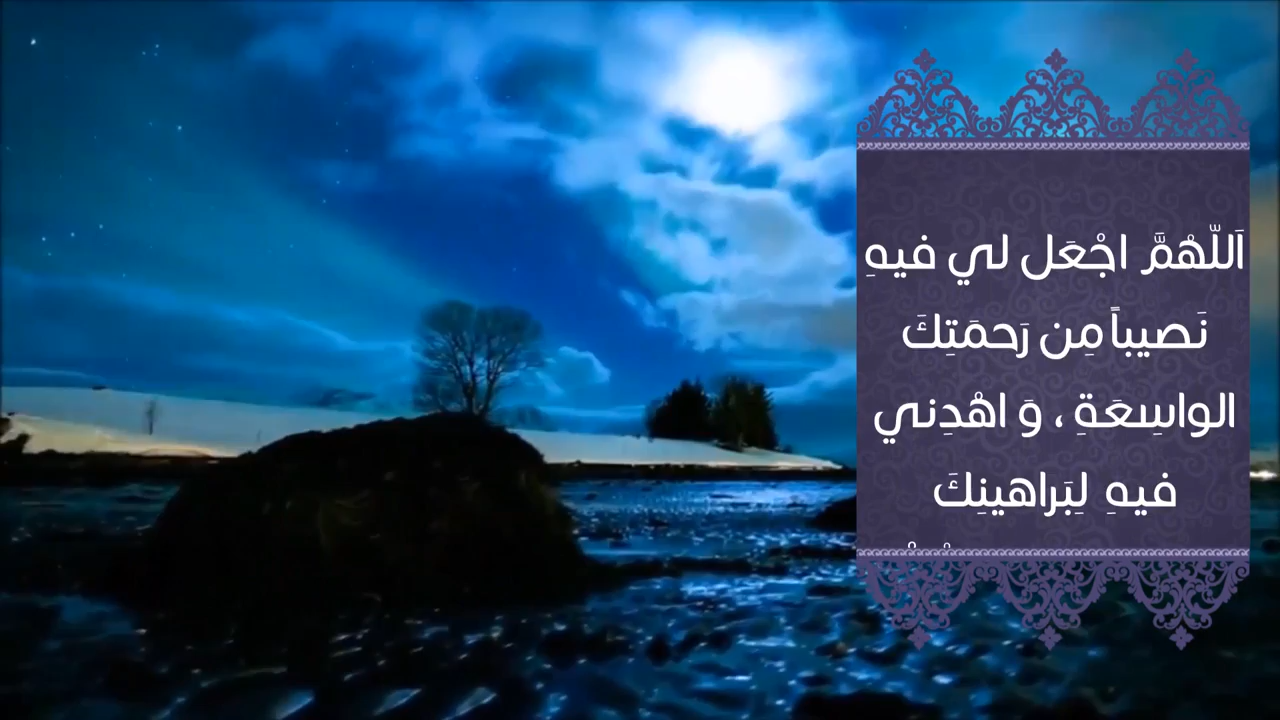 اَللّهُمَّ اجْعَل لي فيهِ
نَصيباً مِن رَحمَتِكَ
الواسِعَةِ ، وَ اهْدِني
فيهِ لِبَراهينِكَ